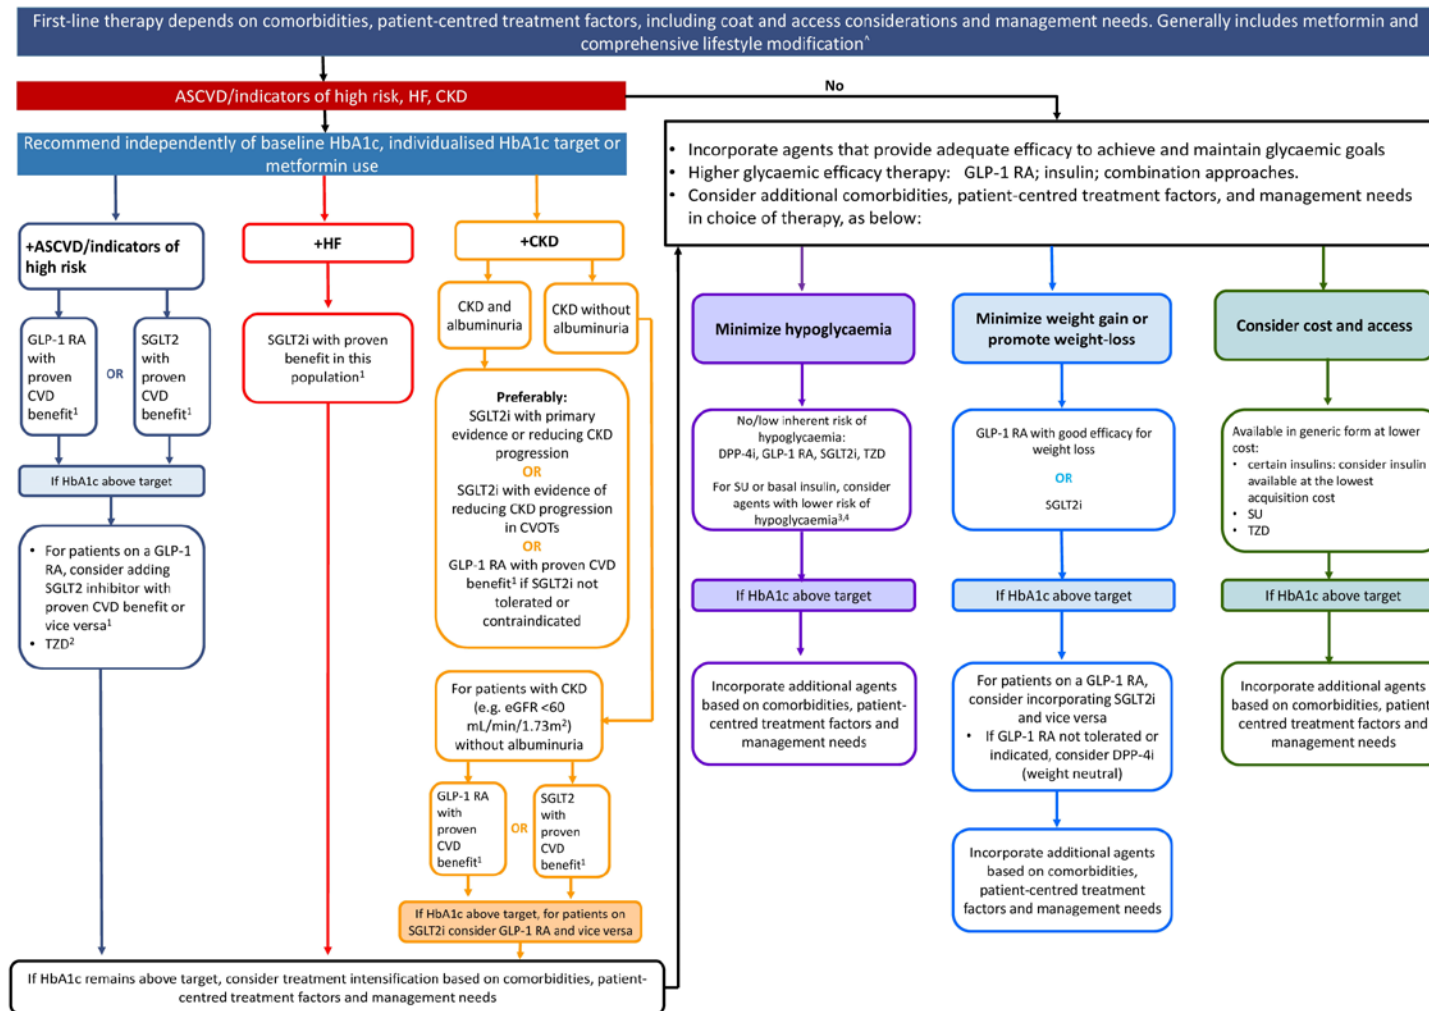 First-line therapy depends on comorbidities, patient-centred treatment factors, including coat and access considerations and management needs. Generally includes metformin and
comprehensive lifestyle modification^
ASCVD/indicators of high risk, HF, CKD
No
Recommend independently of baseline HbA1c, individualised HbA1c target or
metformin use
• Incorporate agents that provide adequate efficacy to achieve and maintain glycaemic goals
• Higher glycaemic efficacy therapy: GLP-1 RA; insulin; combination approaches.
• Consider additional comorbidities, patient-centred treatment factors, and management needs
in choice of therapy, as below:
+ASCVD/indicators of
high risk
GLP-1 RA
with
proven
CVD
benefit¹
OR
SGLT2
with
proven
CVD
benefit¹
If HbA1c above target
• For patients on a GLP-1
RA, consider adding
SGLT2 inhibitor with
proven CVD benefit or
vice versa¹
• TZD²
+HF
SGLT2i with proven
benefit in this
population¹
+CKD
CKD and
albuminuria
CKD without
albuminuria
Preferably:
SGLT2i with primary
evidence or reducing CKD
progression
OR
SGLT2i with evidence of
reducing CKD progression
in CVOTs
OR
GLP-1 RA with proven CVD
benefit¹ if SGLT2i not
tolerated or
contraindicated
For patients with CKD
(e.g. eGFR <60
mL/min/1.73m²)
without albuminuria
GLP-1 RA
with
proven
CVD
benefit¹
OR
SGLT2
with
proven
CVD
benefit¹
If HbA1c above target, for patients on
SGLT2i consider GLP-1 RA and vice versa
If HbA1c remains above target, consider treatment intensification based on comorbidities, patient-
centred treatment factors and management needs
Minimize hypoglycaemia
No/low inherent risk of
hypoglycaemia:
DPP-4i, GLP-1 RA, SGLT2i, TZD
For SU or basal insulin, consider
agents with lower risk of
hypoglycaemia³,⁴
If HbA1c above target
Incorporate additional agents
based on comorbidities, patient-
centred treatment factors and
management needs
Minimize weight gain or
promote weight-loss
GLP-1 RA with good efficacy for
weight loss
OR
SGLT2i
If HbA1c above target
For patients on a GLP-1 RA,
consider incorporating SGLT2i
and vice versa
• If GLP-1 RA not tolerated or
indicated, consider DPP-4i
(weight neutral)
Incorporate additional agents
based on comorbidities,
patient-centred treatment
factors and management needs
Consider cost and access
Available in generic form at lower
cost:
• certain insulins: consider insulin
available at the lowest
acquisition cost
• SU
• TZD
If HbA1c above target
Incorporate additional agents
based on comorbidities, patient-
centred treatment factors and
management needs